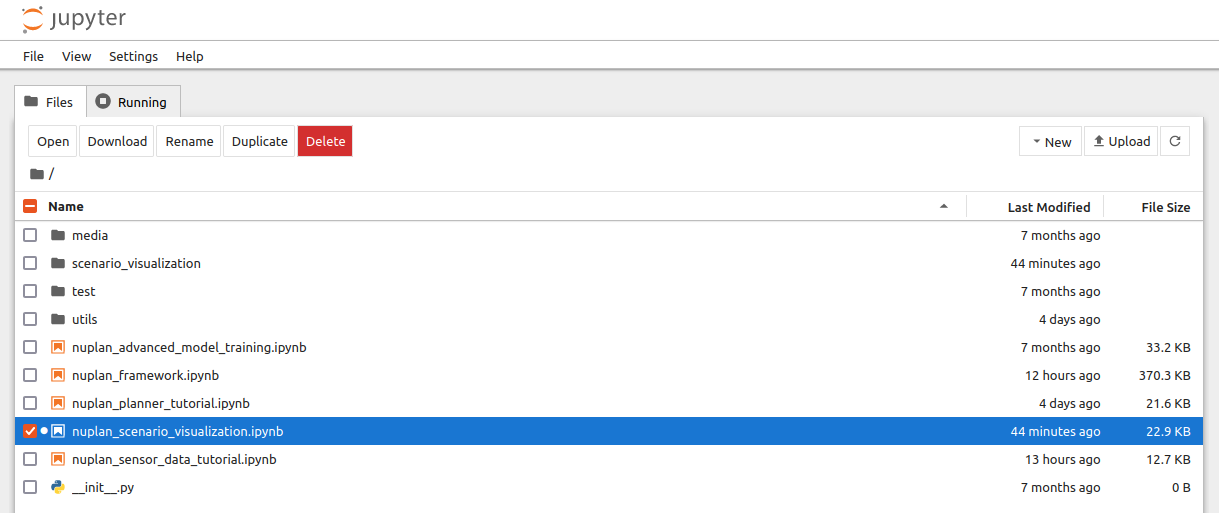 jupyter
File View Settings Help
Files Running
Open Download Rename Duplicate Delete New Upload
/
Name Last Modified File Size
media 7 months ago
scenario_visualization 44 minutes ago
test 7 months ago
utils 4 days ago
nuplan_advanced_model_training.ipynb 7 months ago 33.2 KB
nuplan_framework.ipynb 12 hours ago 370.3 KB
nuplan_planner_tutorial.ipynb 4 days ago 21.6 KB
nuplan_scenario_visualization.ipynb 44 minutes ago 22.9 KB
nuplan_sensor_data_tutorial.ipynb 13 hours ago 12.7 KB
__init__.py 7 months ago 0 B